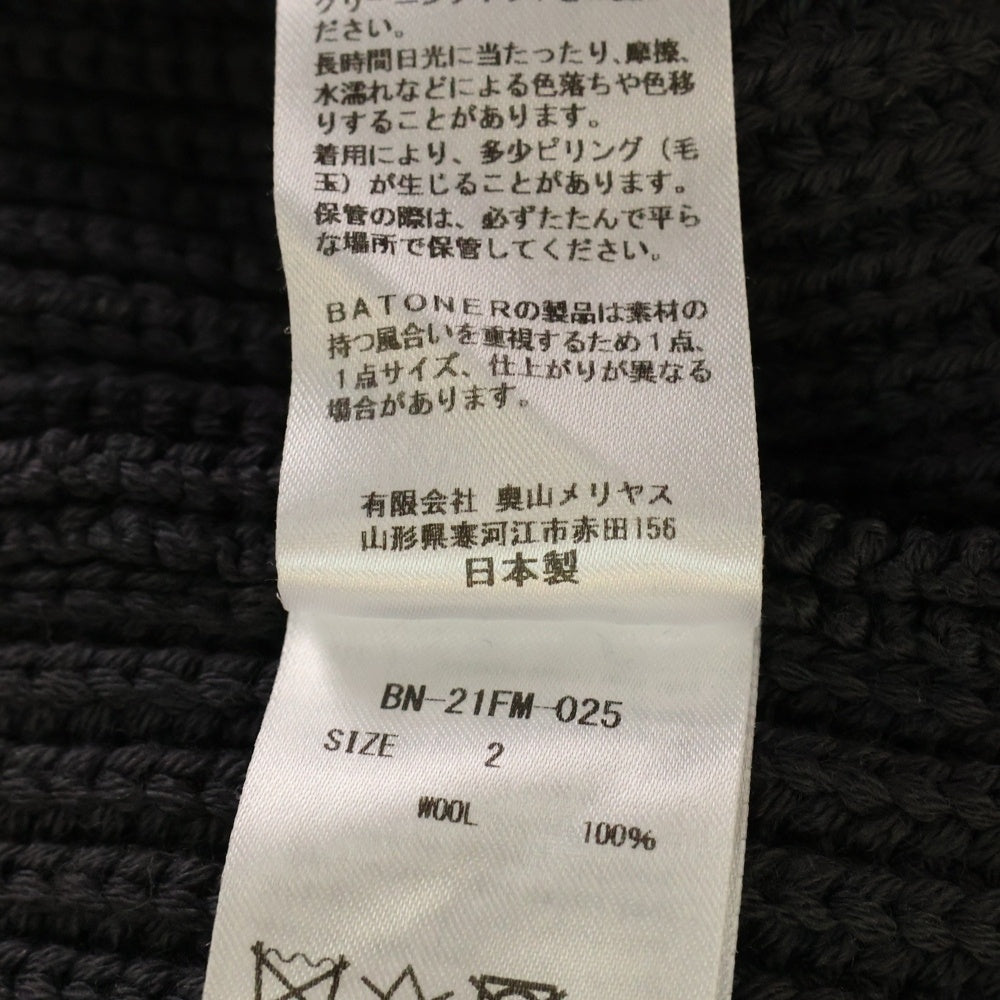 ださい。
長時間日光に当たったり、摩擦、
水濡れなどによる色落ちや色移
りすることがあります。
着用により、多少ピリング（毛
玉）が生じることがあります。
保管の際は、必ずたたんで平ら
な場所で保管してください。
BATONERの製品は素材の
持つ風合いを重視するため1点、
1点サイズ、仕上がりが異なる
場合があります。
有限会社 奥山メリヤス
山形県寒河江市赤田156
日本製
BN-21FM-025
SIZE 2
WOOL 100%